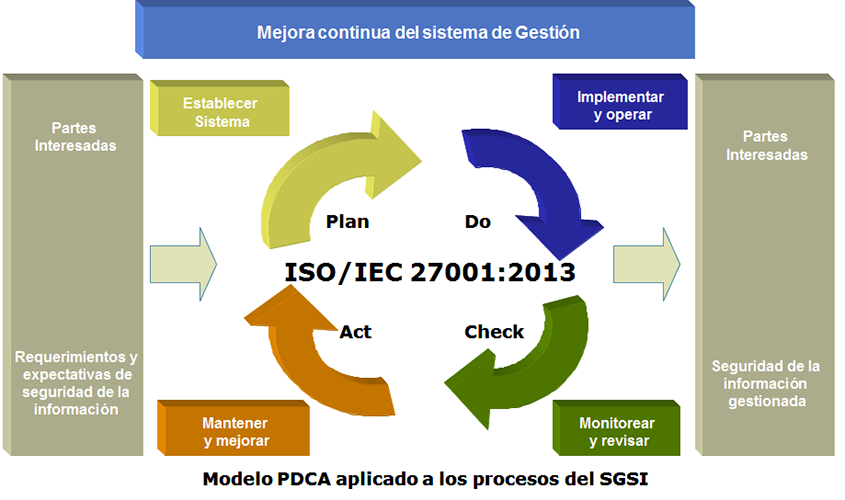 Mejora continua del sistema de Gestión
Partes
Interesadas
Requerimientos y
expectativas de
seguridad de la
información
Establecer
Sistema
Implementar
y operar
Plan
Do
ISO/IEC 27001:2013
Act
Check
Mantener
y mejorar
Monitorear
y revisar
Partes
Interesadas
Seguridad de la
información
gestionada
Modelo PDCA aplicado a los procesos del SGSI